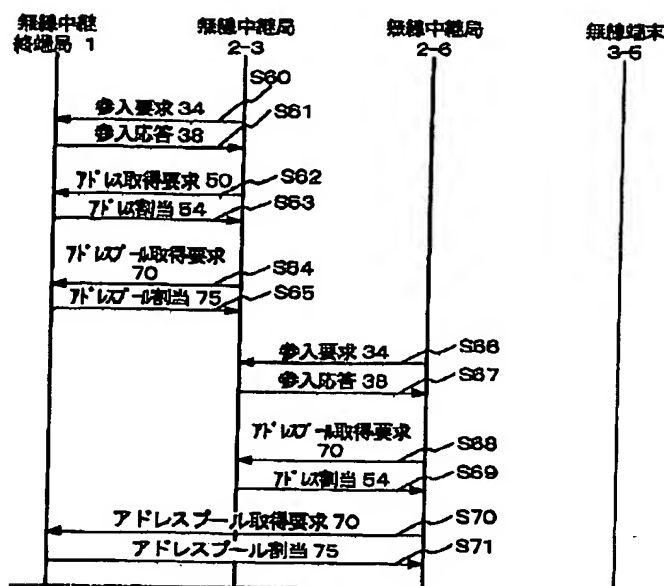 無線中継
終端局 1
無線中継局
2-3
無線中継局
2-6
無線端末
3-5
S60
参入要求 34
S61
参入応答 38
S62
アドレス取得要求 50
S63
アドレス割当 54
アドレスプール取得要求
70
S64
S65
アドレスプール割当 75
S66
参入要求 34
S67
参入応答 38
アドレスプール取得要求
70
S68
S69
アドレス割当 54
アドレスプール取得要求 70
S70
アドレスプール割当 75
S71